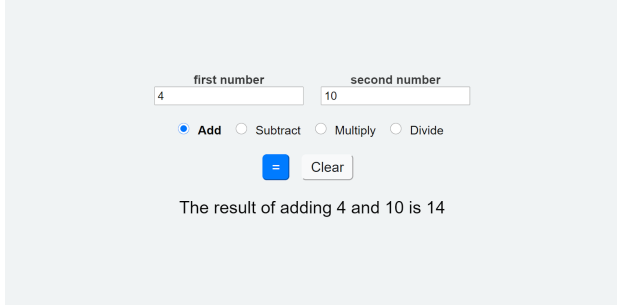 first number second number
4 10
Add Subtract Multiply Divide
= Clear
The result of adding 4 and 10 is 14